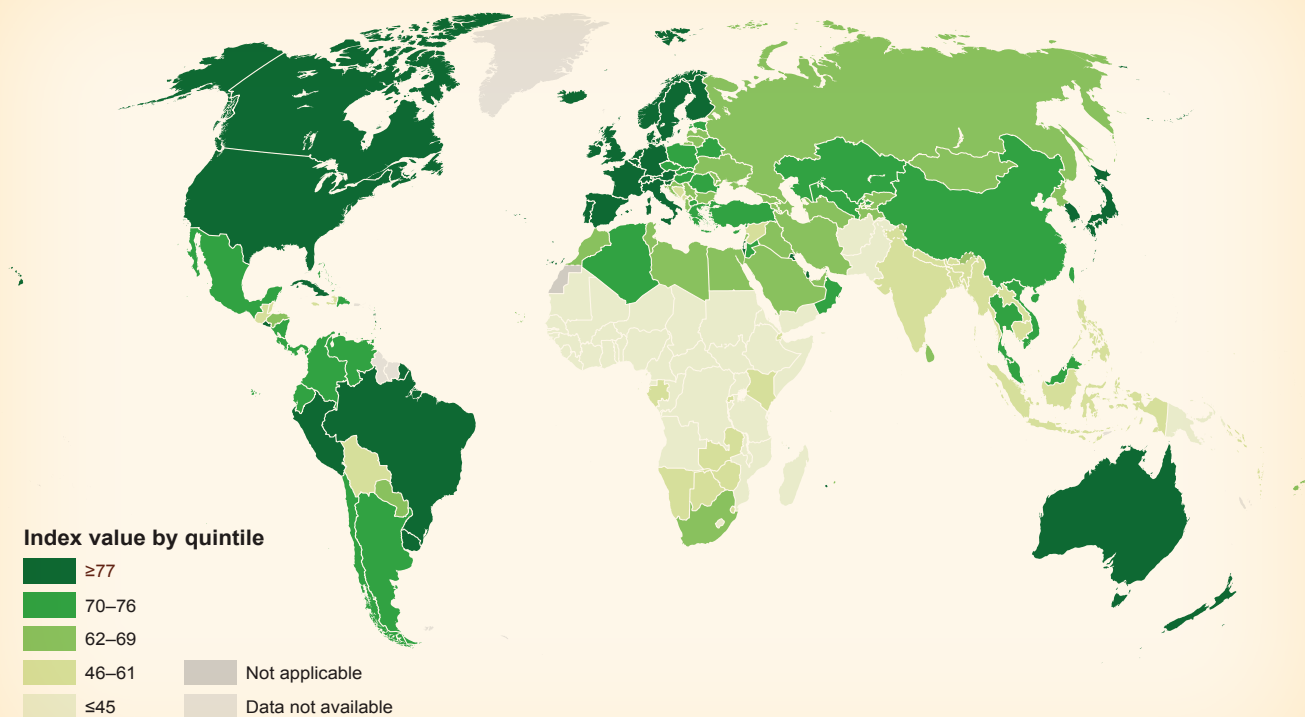 Index value by quintile
≥77
70–76
62–69
46–61
Not applicable
≤45
Data not available